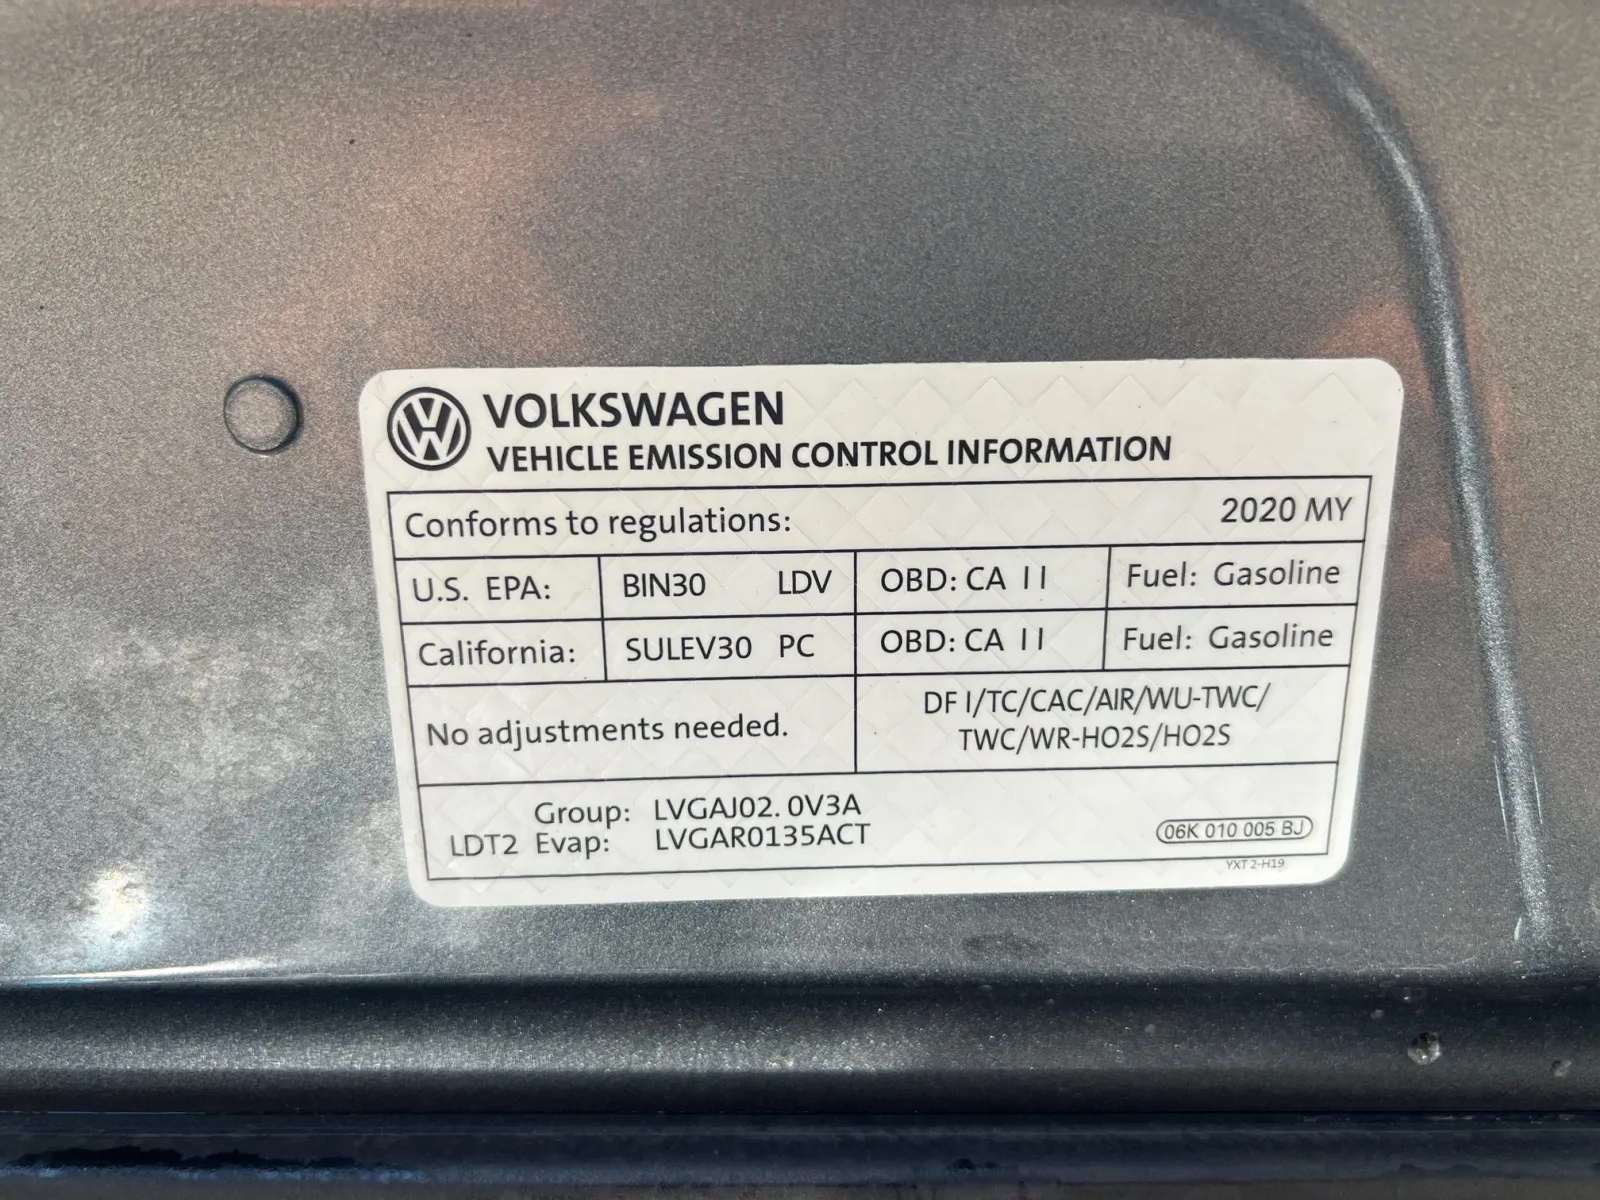 VOLKSWAGEN
VEHICLE EMISSION CONTROL INFORMATION
Conforms to regulations: 2020 MY
U.S. EPA: BIN30 LDV OBD: CA II Fuel: Gasoline
California: SULEV30 PC OBD: CA II Fuel: Gasoline
No adjustments needed.
DFI/TC/CAC/AIR/WU-TWC/
TWC/WR-HO2S/HO2S
Group: LVGAJ02.0V3A
LDT2 Evap: LVGAR0135ACT
06K 010 005 BJ
YXT 2-H19